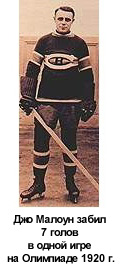 Джо Малоун забил
7 голов
в одной игре
на Олимпиаде 1920 г.